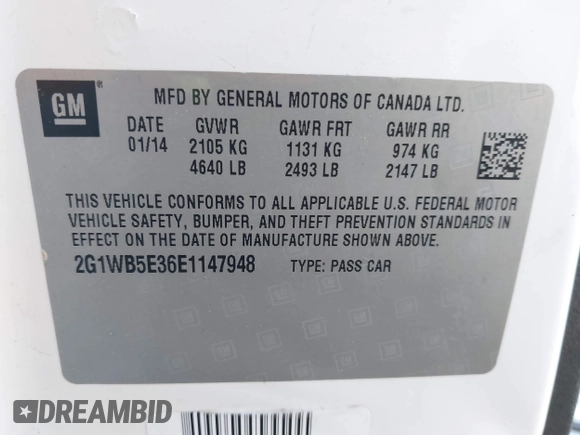 GM
MFD BY GENERAL MOTORS OF CANADA LTD.
DATE GVWR GAWR FRT GAWR RR
01/14 2105 KG 1131 KG 974 KG
4640 LB 2493 LB 2147 LB
THIS VEHICLE CONFORMS TO ALL APPLICABLE U.S. FEDERAL MOTOR
VEHICLE SAFETY, BUMPER, AND THEFT PREVENTION STANDARDS IN
EFFECT ON THE DATE OF MANUFACTURE SHOWN ABOVE.
2G1WB5E36E1147948 TYPE: PASS CAR
DREAMBID